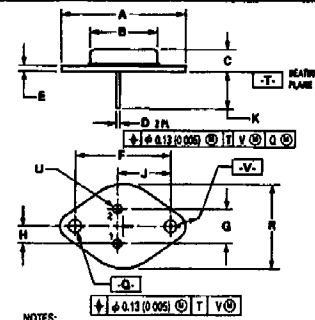 A
B
C
-T-
SEATING
PLANE
E
K
D 2 PL
⌖ ϕ 0.13 (0 005) Ⓜ T V Ⓜ Q Ⓜ
F
J
U
-V-
2
H
G
R
1
-Q-
⌖ ϕ 0.13 (0 005) Ⓜ T V Ⓜ
NOTES: